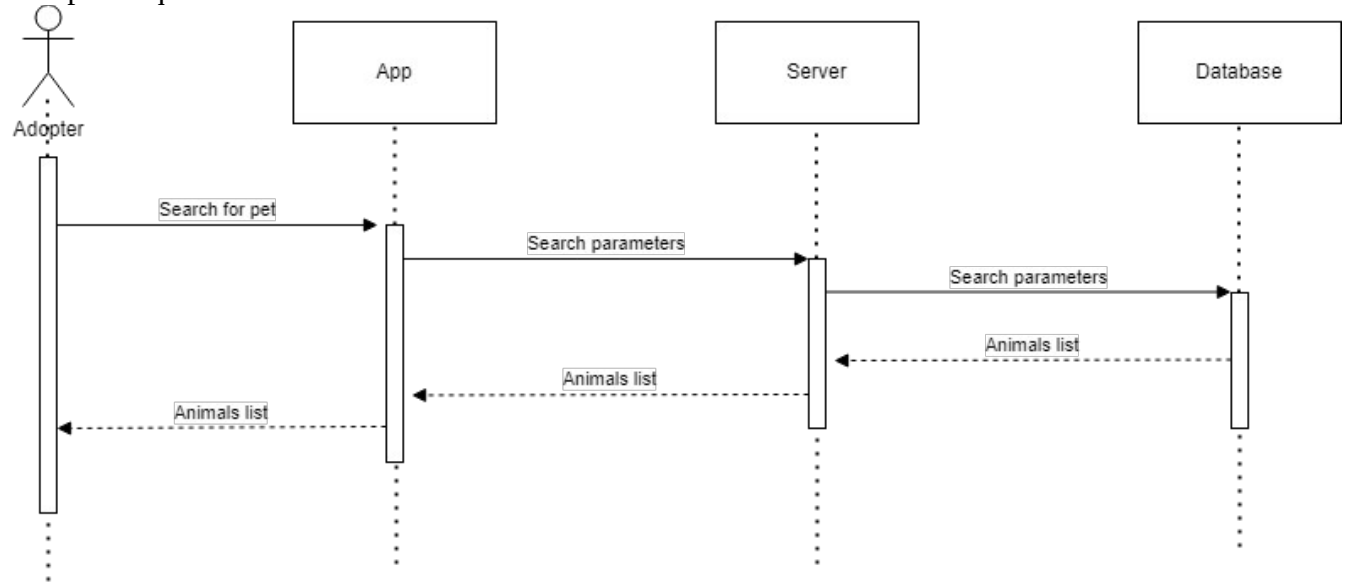 App
Server
Database
Adopter
Search for pet
Search parameters
Search parameters
Animals list
Animals list
Animals list